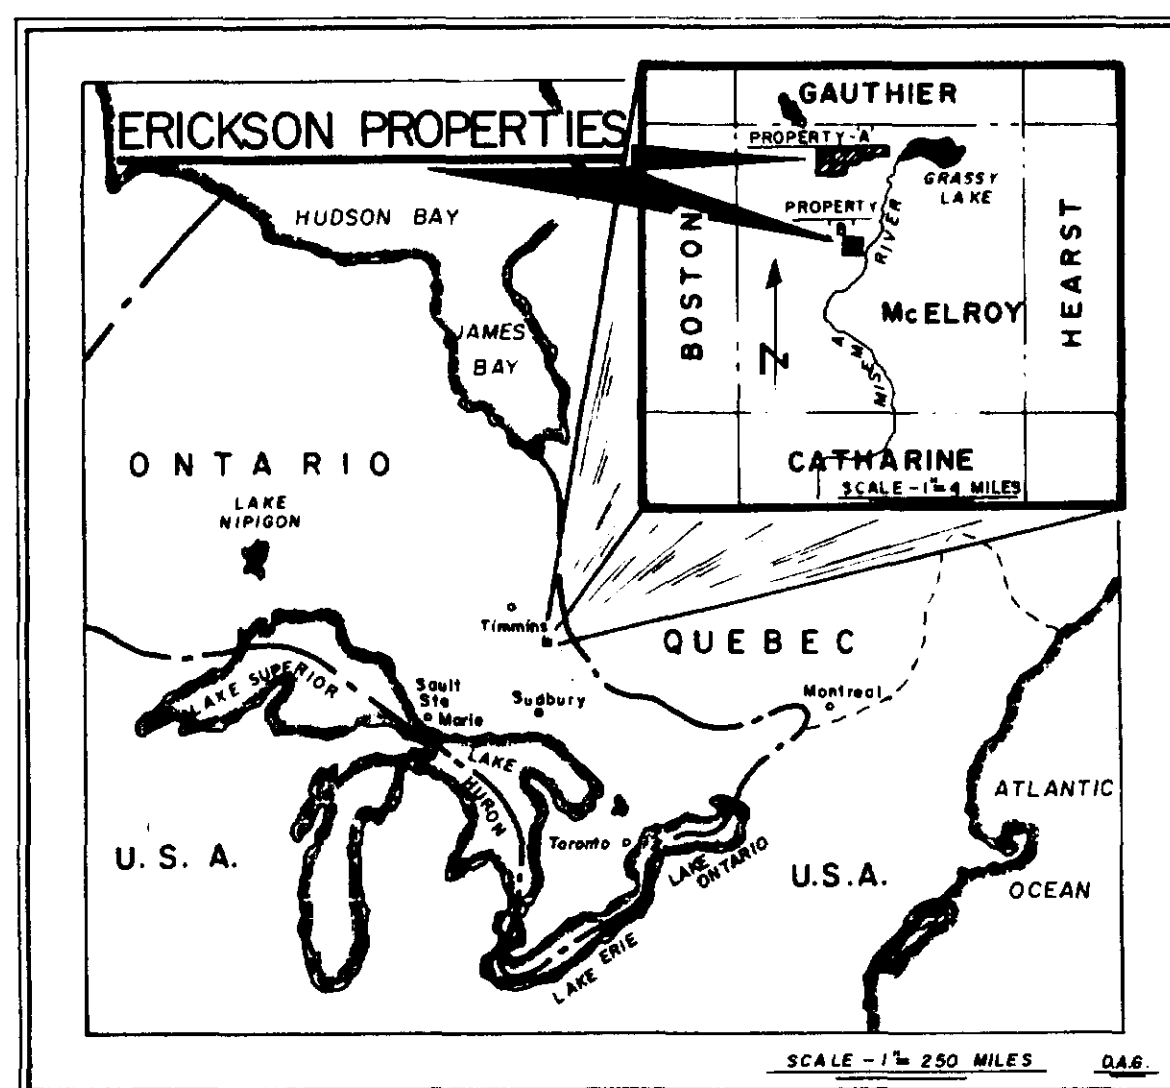 ERICKSON PROPERTIES
GAUTHIER
PROPERTY-'A'
GRASSY
LAKE
PROPERTY
'B'
RIVER
BOSTON
HEARST
McELROY
MISEMA
N
CATHARINE
SCALE - 1"= 4 MILES
HUDSON BAY
JAMES
BAY
ONTARIO
LAKE
NIPIGON
Timmins
QUEBEC
LAKE SUPERIOR
Sault
Ste
Marie
Sudbury
Montreal
LAKE
HURON
ATLANTIC
OCEAN
Toronto
LAKE
ONTARIO
U.S.A.
U.S.A.
LAKE ERIE
SCALE - 1"= 250 MILES
D.A.G.